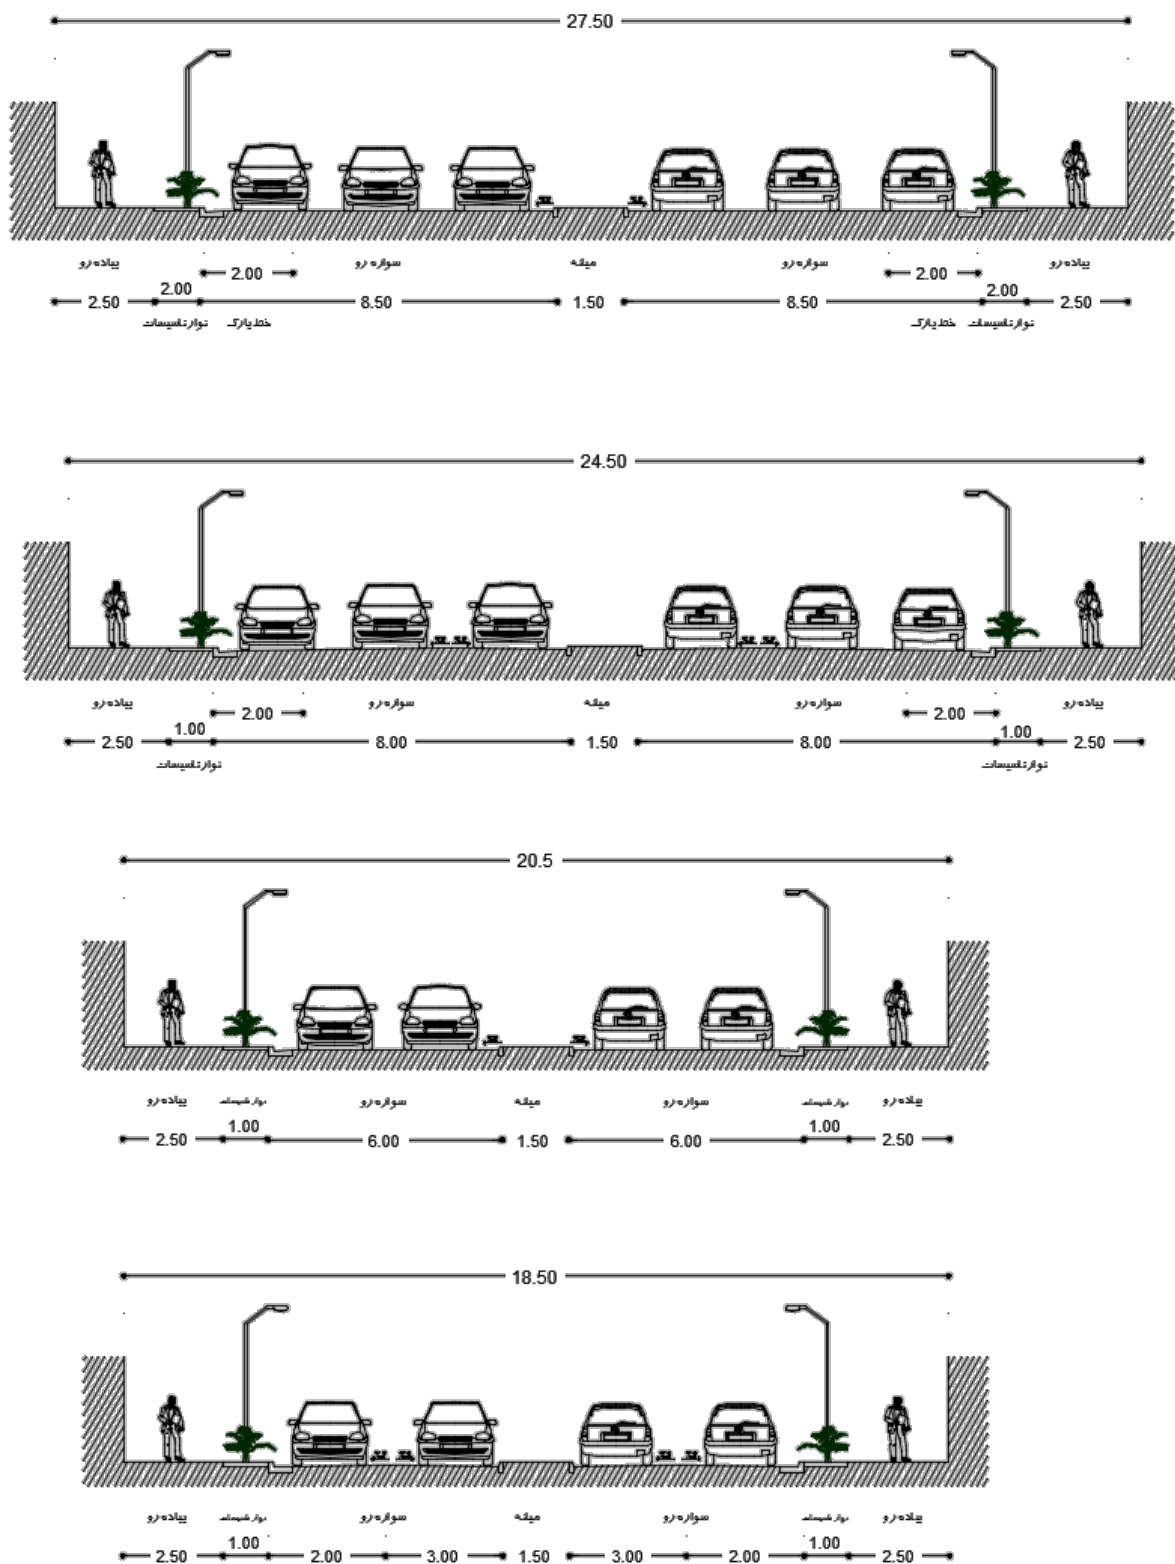 27.50
پیاده رو سواره رو میانه سواره رو پیاده رو
2.00 2.00
2.50 2.00 8.50 1.50 8.50 2.00 2.50
نوار تاسیسات خط پارک خط پارک نوار تاسیسات
24.50
پیاده رو سواره رو میانه سواره رو پیاده رو
2.00 2.00
2.50 1.00 8.00 1.50 8.00 1.00 2.50
نوار تاسیسات نوار تاسیسات
20.5
پیاده رو سواره رو میانه سواره رو پیاده رو
2.50 1.00 6.00 1.50 6.00 1.00 2.50
18.50
پیاده رو سواره رو میانه سواره رو پیاده رو
2.50 1.00 2.00 3.00 1.50 3.00 2.00 1.00 2.50